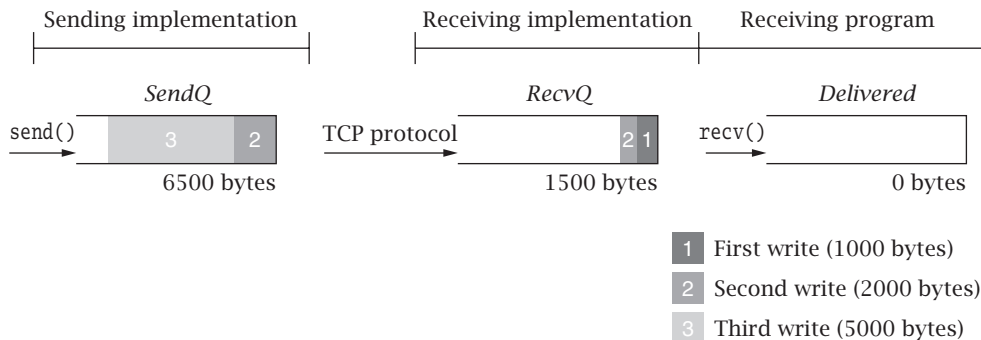 Sending implementation
Receiving implementation
Receiving program
SendQ
RecvQ
Delivered
send()
3
2
TCP protocol
2
1
recv()
6500 bytes
1500 bytes
0 bytes
1 First write (1000 bytes)
2 Second write (2000 bytes)
3 Third write (5000 bytes)